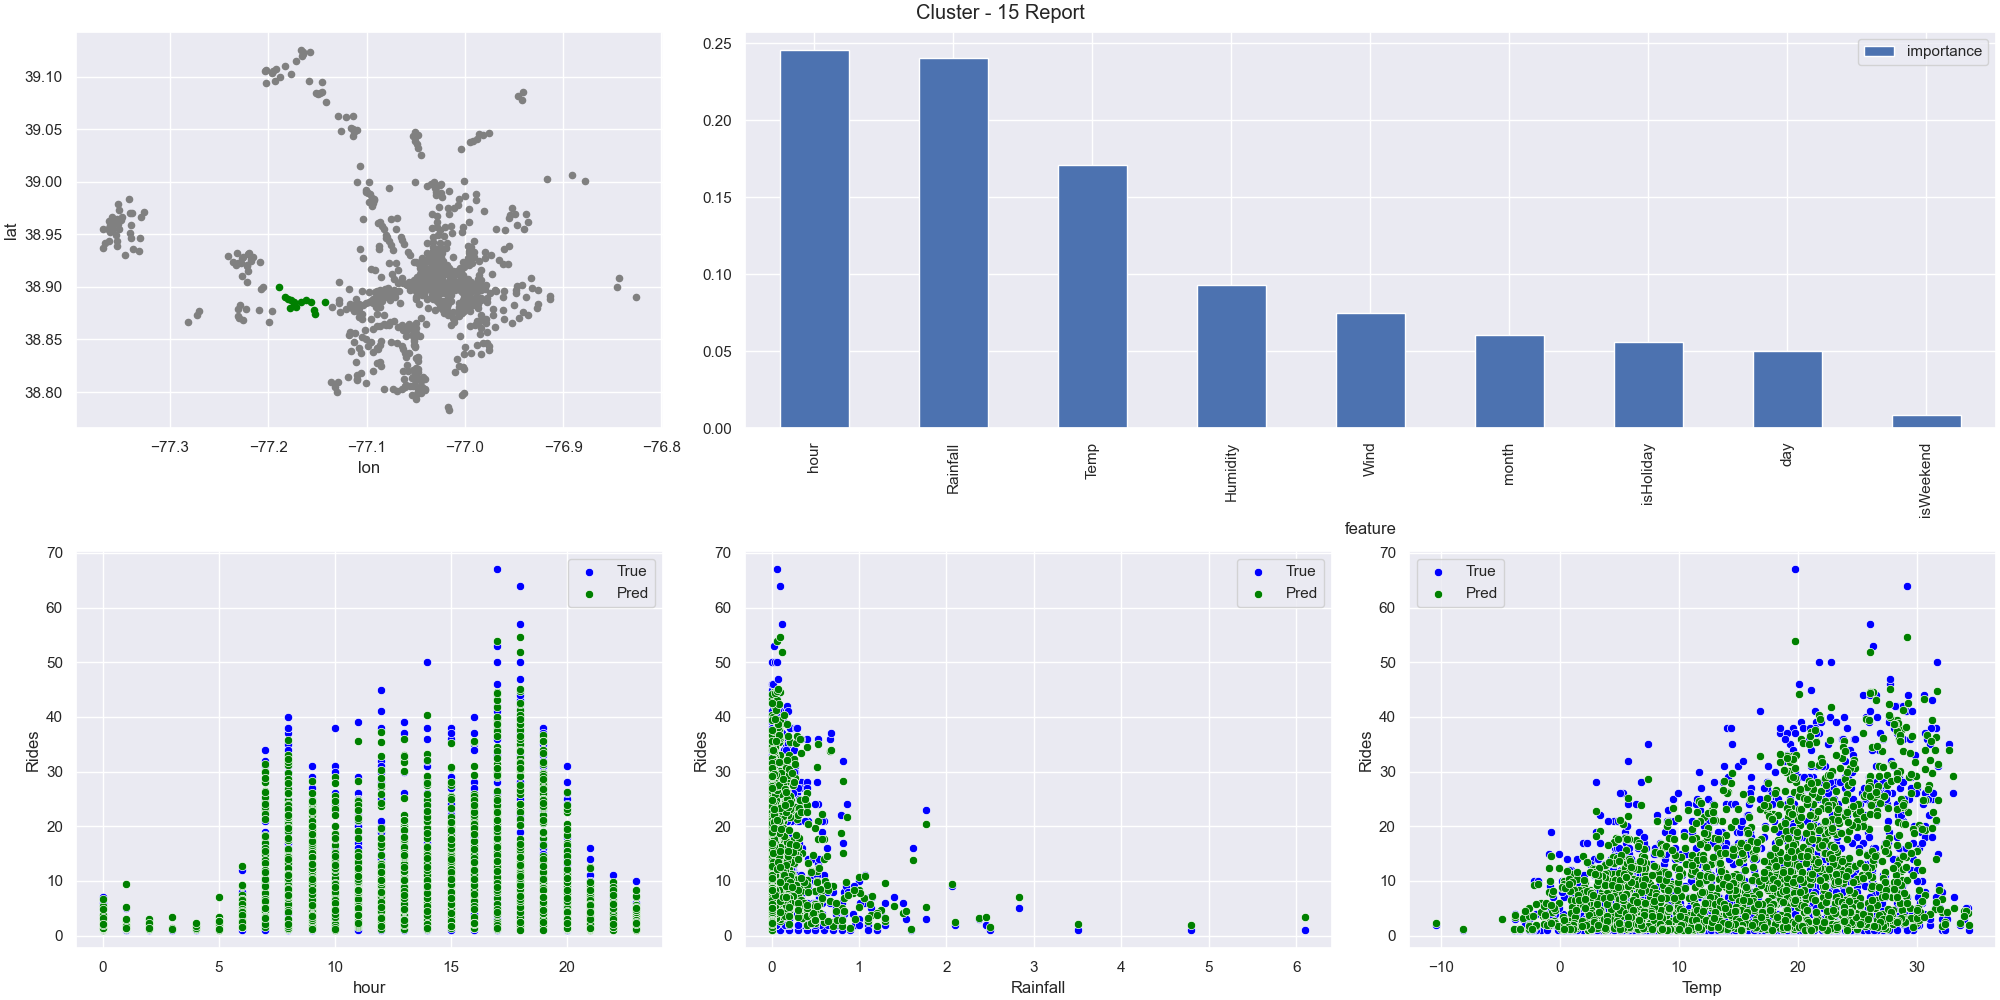 Cluster - 15 Report
39.10
39.05
39.00
38.95
38.90
38.85
38.80
lat
−77.3 −77.2 −77.1 −77.0 −76.9 −76.8
lon
0.25
0.20
0.15
0.10
0.05
0.00
importance
hour Rainfall Temp Humidity Wind month isHoliday day isWeekend
feature
70
60
50
40
30
20
10
0
Rides
True
Pred
0 5 10 15 20
hour
70
60
50
40
30
20
10
0
Rides
True
Pred
0 1 2 3 4 5 6
Rainfall
70
60
50
40
30
20
10
0
Rides
True
Pred
−10 0 10 20 30
Temp